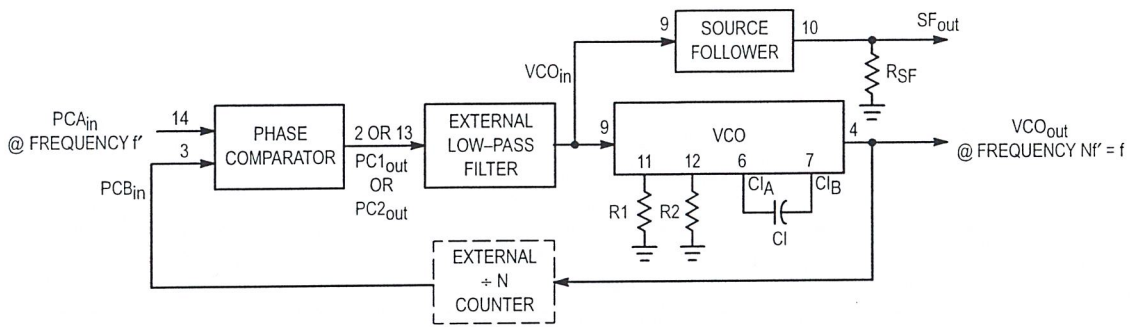 9
SOURCE
FOLLOWER
10
SFout
RSF
VCOin
PCAin
@ FREQUENCY f′
14
3
PCBin
PHASE
COMPARATOR
2 OR 13
PC1out
OR
PC2out
EXTERNAL
LOW–PASS
FILTER
9
VCO
4
11
12
6
7
CIA
CIB
R1
R2
CI
VCOout
@ FREQUENCY Nf′ = f
EXTERNAL
÷ N
COUNTER